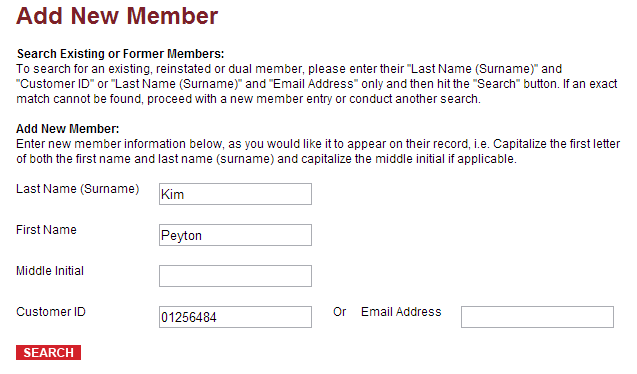 Add New Member
Search Existing or Former Members:
To search for an existing, reinstated or dual member, please enter their "Last Name (Surname)" and
"Customer ID" or "Last Name (Surname)" and "Email Address" only and then hit the "Search" button. If an exact
match cannot be found, proceed with a new member entry or conduct another search.
Add New Member:
Enter new member information below, as you would like it to appear on their record, i.e. Capitalize the first letter
of both the first name and last name (surname) and capitalize the middle initial if applicable.
Last Name (Surname) Kim
First Name Peyton
Middle Initial
Customer ID 01256484 Or Email Address
SEARCH